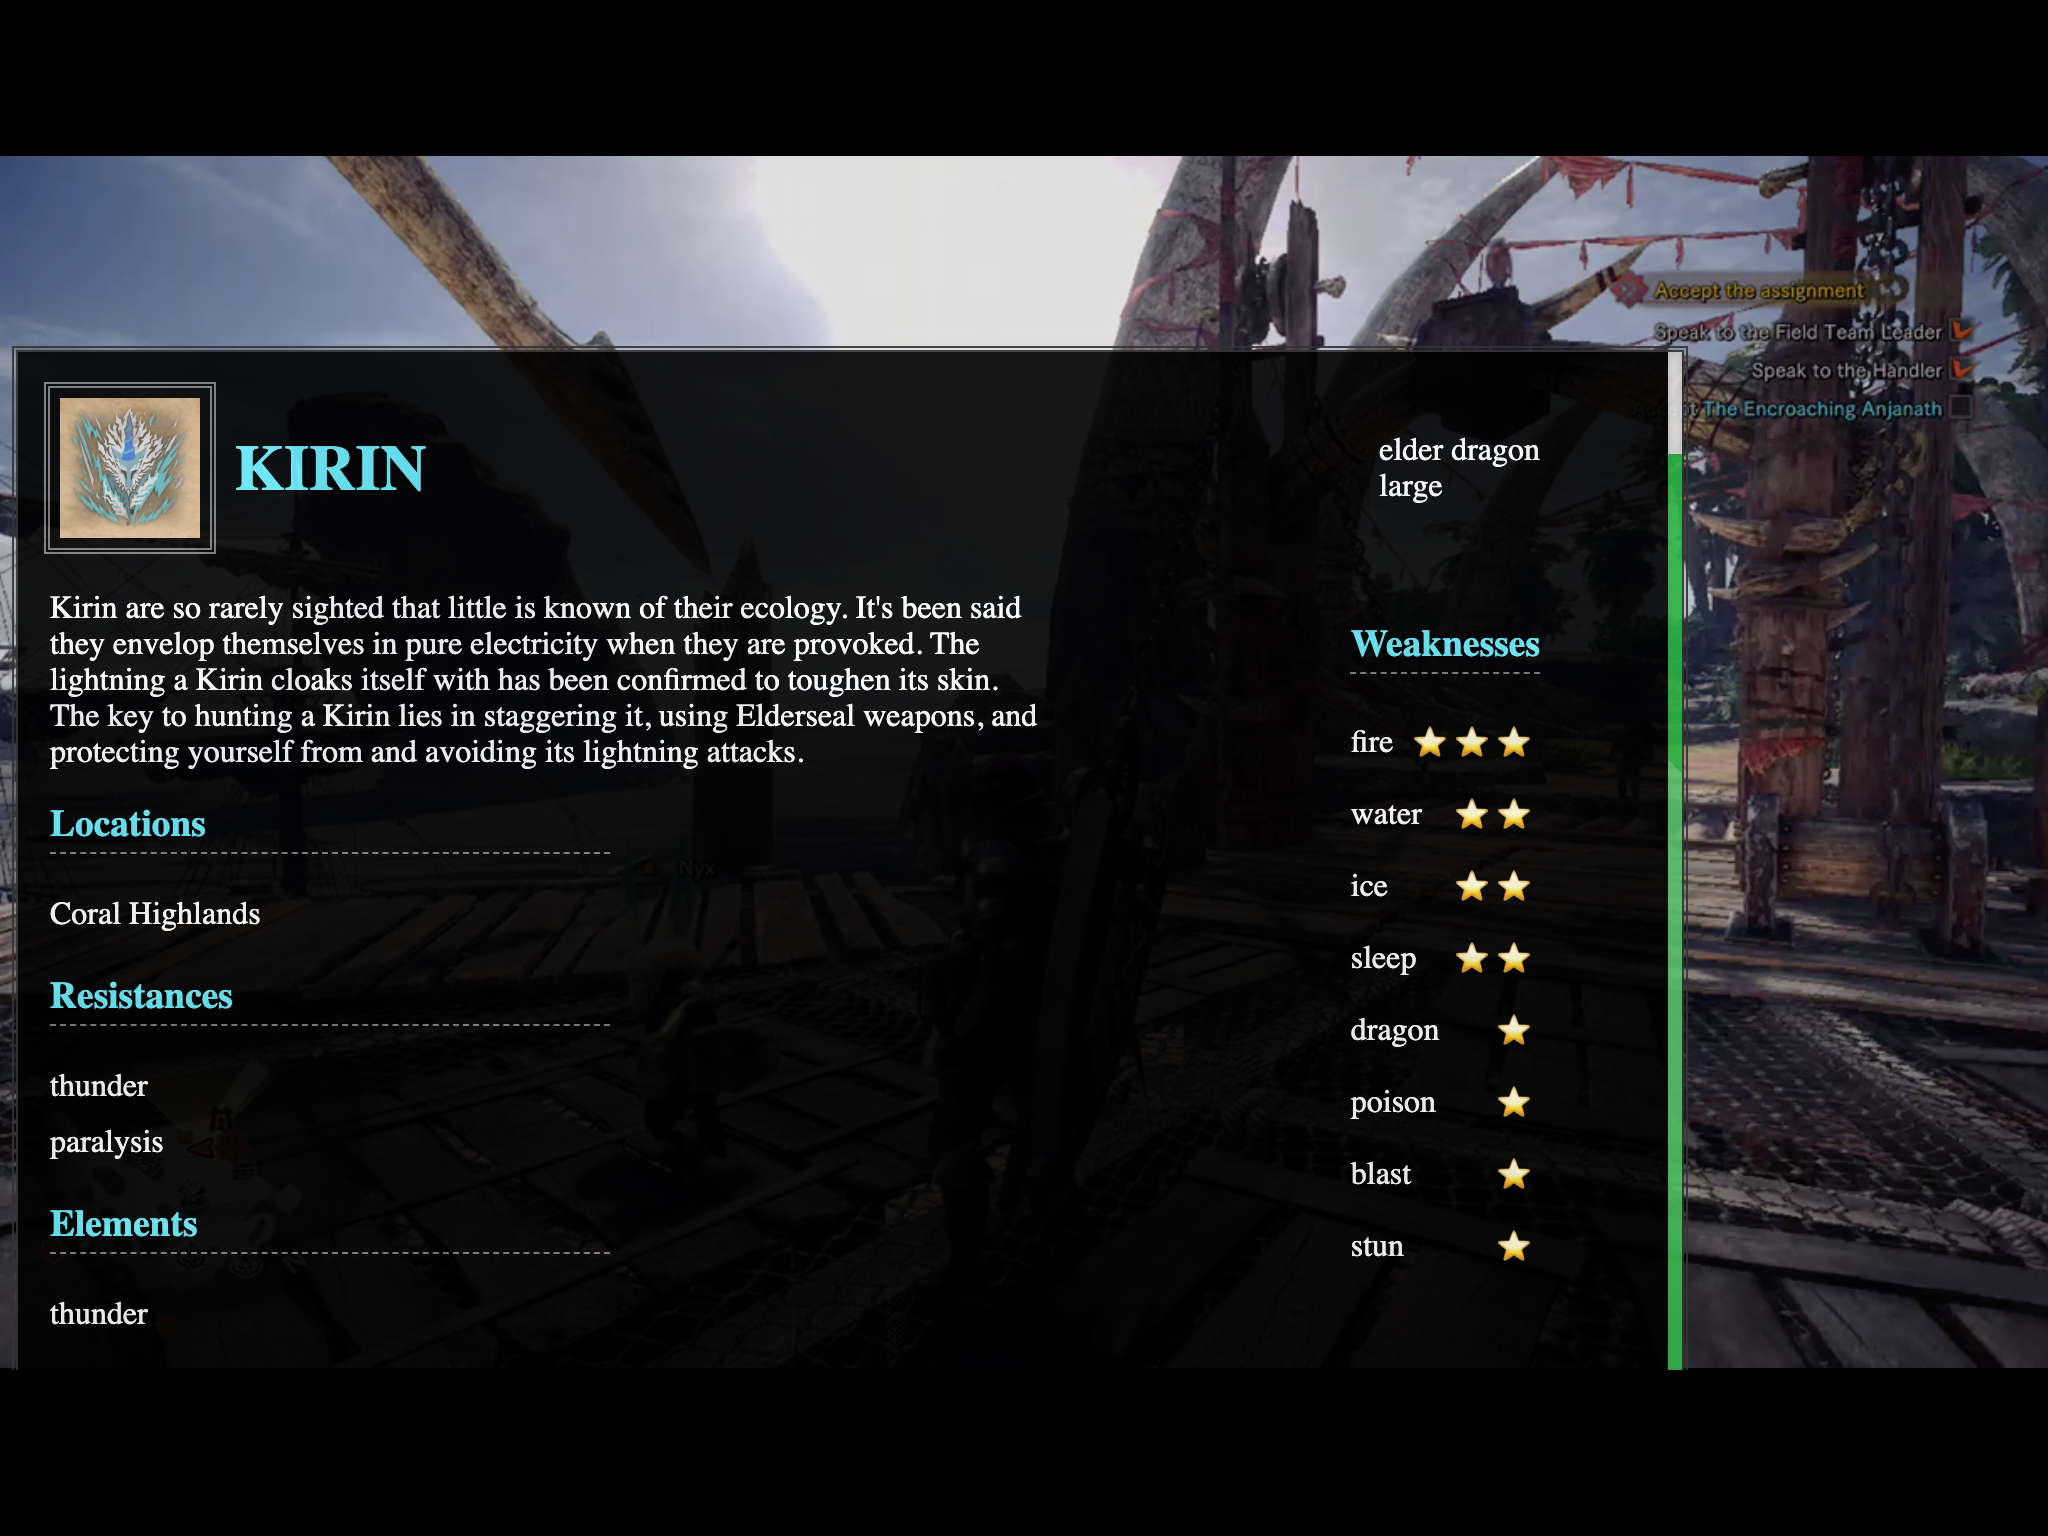 Accept the assignment
Speak to the Field Team Leader
Speak to the Handler
Accept The Encroaching Anjanath
KIRIN
elder dragon
large
Kirin are so rarely sighted that little is known of their ecology. It's been said
they envelop themselves in pure electricity when they are provoked. The
lightning a Kirin cloaks itself with has been confirmed to toughen its skin.
The key to hunting a Kirin lies in staggering it, using Elderseal weapons, and
protecting yourself from and avoiding its lightning attacks.
Locations
Coral Highlands
Resistances
thunder
paralysis
Elements
thunder
Weaknesses
fire
water
ice
sleep
dragon
poison
blast
stun
Nyx